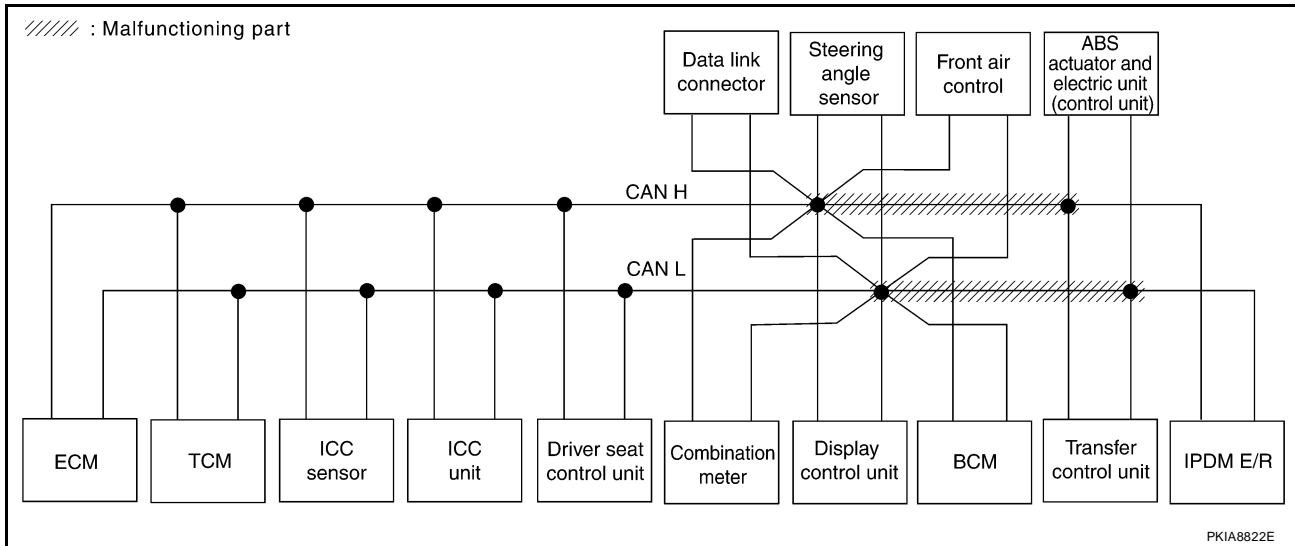 : Malfunctioning part
Data link
connector
Steering
angle
sensor
Front air
control
ABS
actuator and
electric unit
(control unit)
CAN H
CAN L
ECM
TCM
ICC
sensor
ICC
unit
Driver seat
control unit
Combination
meter
Display
control unit
BCM
Transfer
control unit
IPDM E/R
PKIA8822E